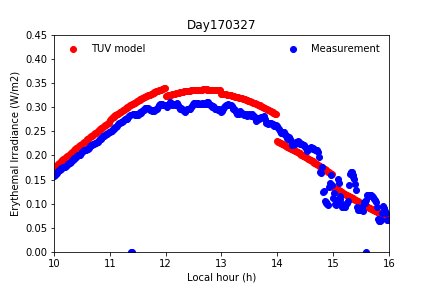 Day170327
TUV model
Measurement
Erythemal Irradiance (W/m2)
0.45
0.40
0.35
0.30
0.25
0.20
0.15
0.10
0.05
0.00
10 11 12 13 14 15 16
Local hour (h)